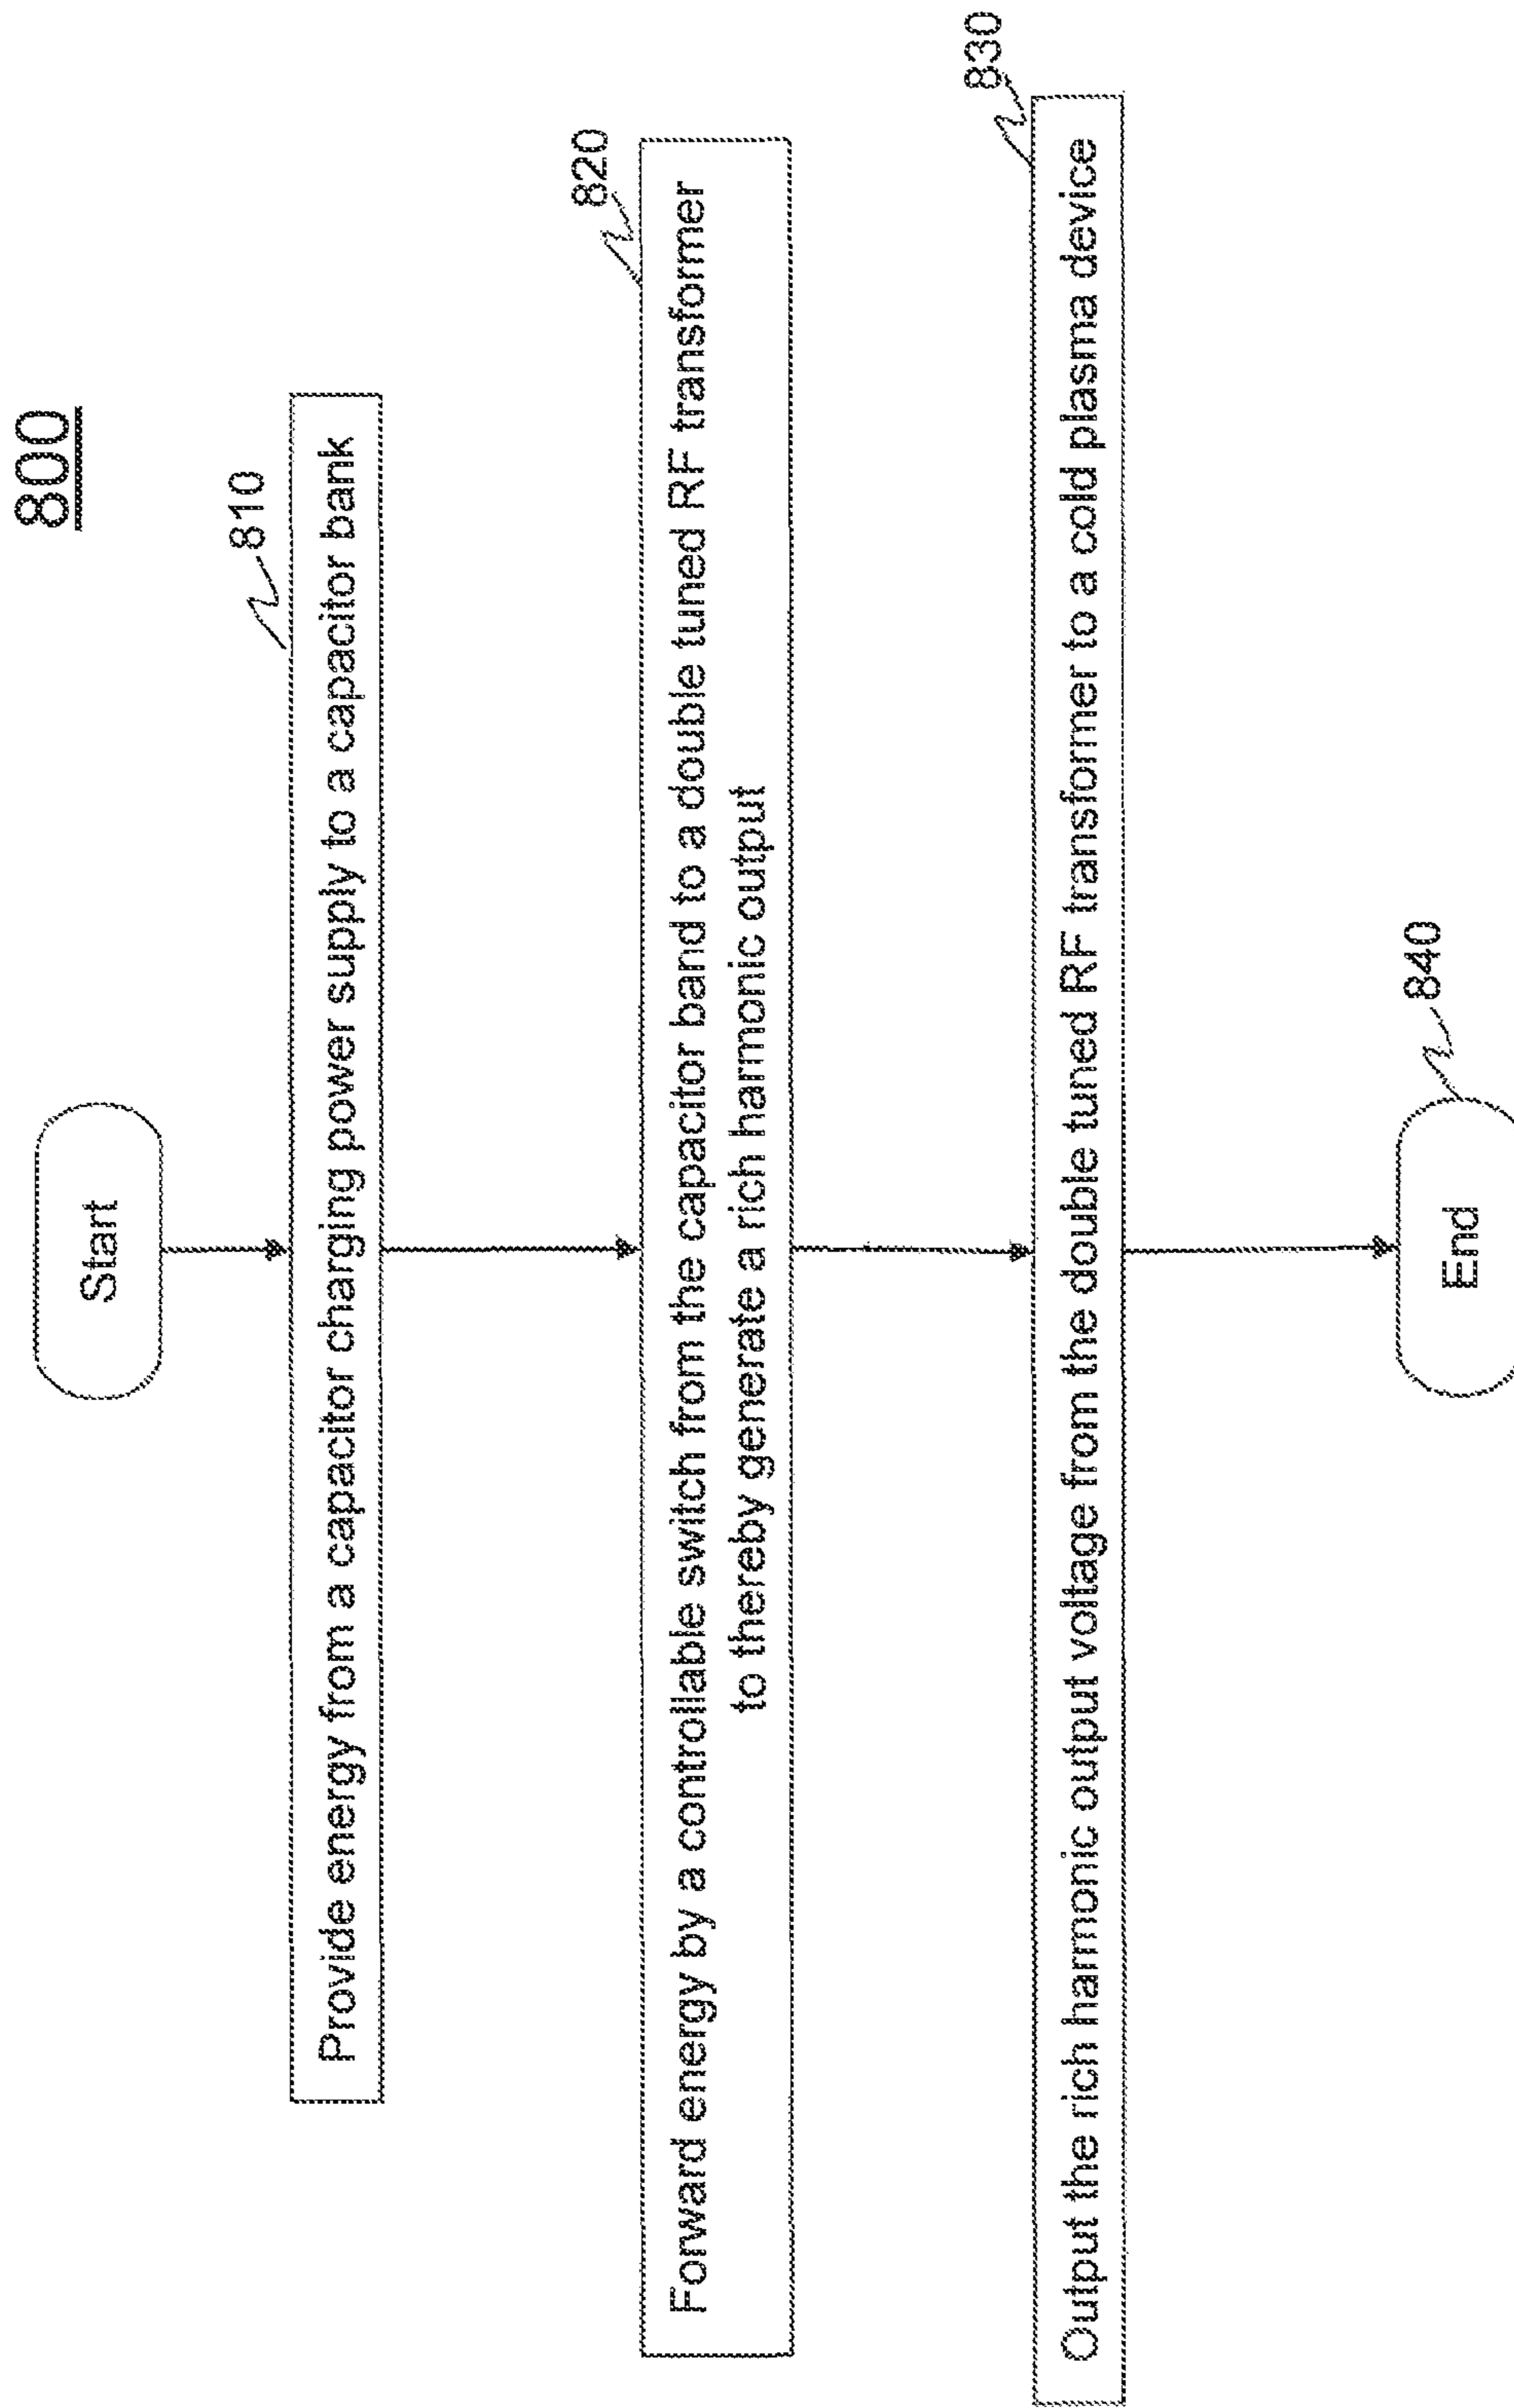 800
Start
810
Provide energy from a capacitor charging power supply to a capacitor bank
820
Forward energy by a controllable switch from the capacitor band to a double tuned RF transformer
to thereby generate a rich harmonic output
830
Output the rich harmonic output voltage from the double tuned RF transformer to a cold plasma device
840
End